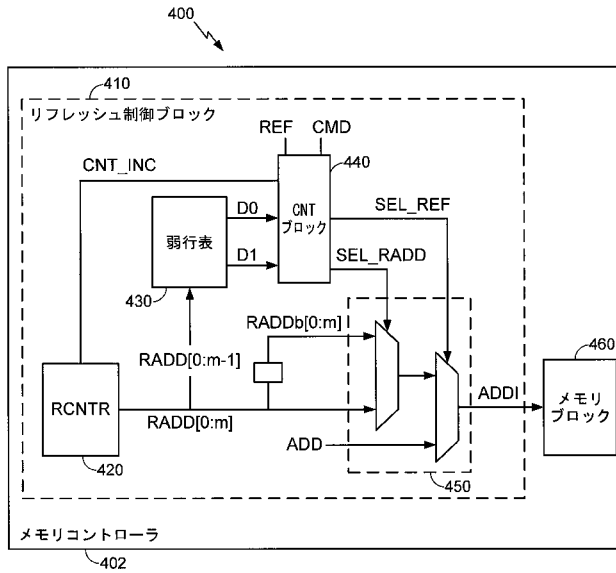 400
410
リフレッシュ制御ブロック
REF
CMD
440
CNT_INC
CNT
ブロック
SEL_REF
D0
弱行表
D1
SEL_RADD
430
RADDb[0:m]
RADD[0:m-1]
460
RCNTR
ADDI
メモリ
ブロック
RADD[0:m]
ADD
420
450
メモリコントローラ
402